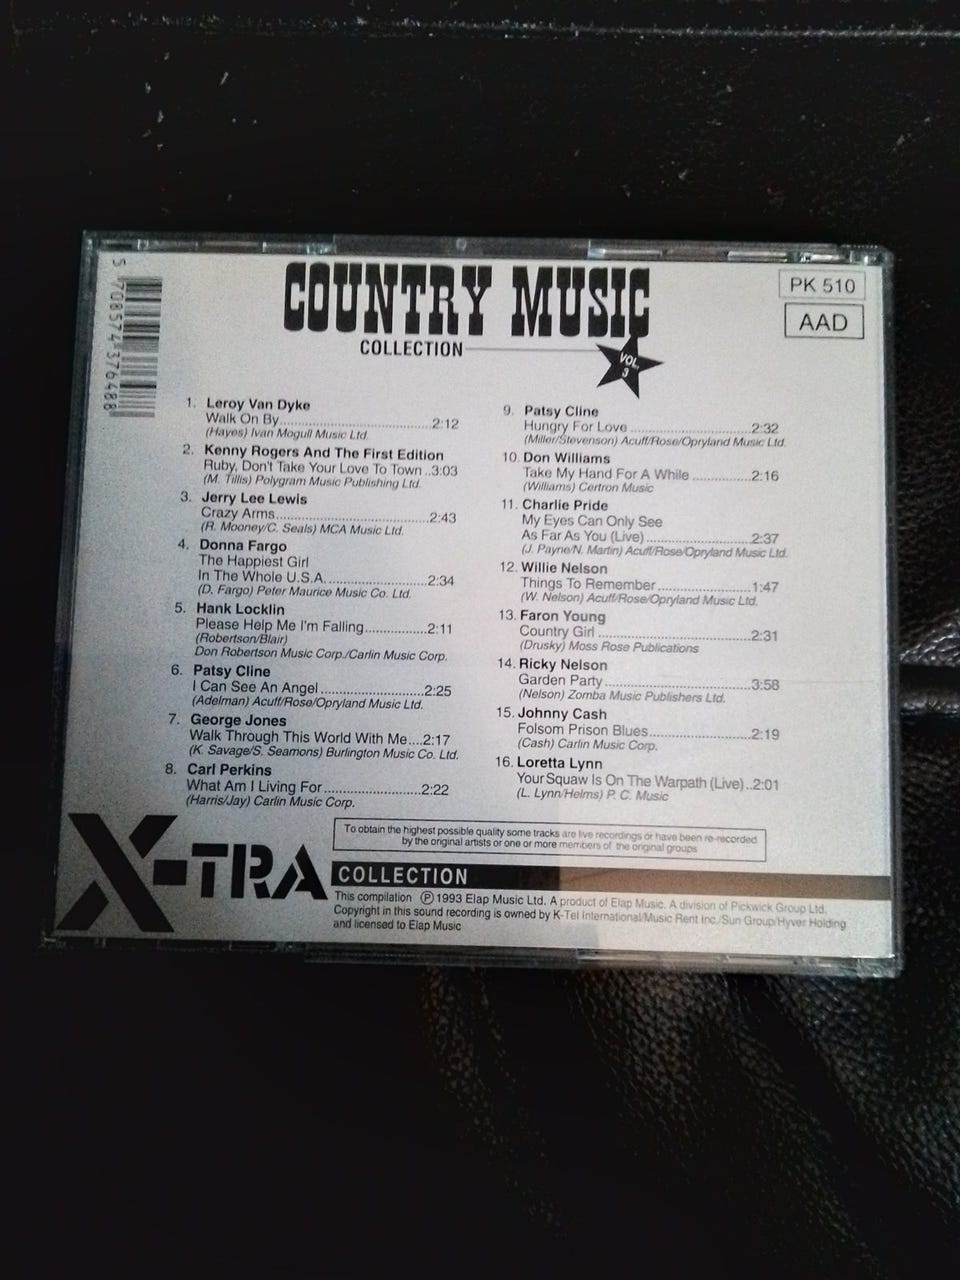 COUNTRY MUSIC
COLLECTION
VOL. 3
PK 510
AAD
5 708574 376488
1. Leroy Van Dyke
Walk On By..............................2:12
(Hayes) Ivan Mogull Music Ltd.
2. Kenny Rogers And The First Edition
Ruby, Don't Take Your Love To Town ..3:03
(M. Tillis) Polygram Music Publishing Ltd.
3. Jerry Lee Lewis
Crazy Arms..............................2:43
(R. Mooney/C. Seals) MCA Music Ltd.
4. Donna Fargo
The Happiest Girl
In The Whole U.S.A....................2:34
(D. Fargo) Peter Maurice Music Co. Ltd.
5. Hank Locklin
Please Help Me I'm Falling................2:11
(Robertson/Blair)
Don Robertson Music Corp./Carlin Music Corp.
6. Patsy Cline
I Can See An Angel .........................2:25
(Adelman) Acuff/Rose/Opryland Music Ltd.
7. George Jones
Walk Through This World With Me....2:17
(K. Savage/S. Seamons) Burlington Music Co. Ltd.
8. Carl Perkins
What Am I Living For........................2:22
(Harris/Jay) Carlin Music Corp.
9. Patsy Cline
Hungry For Love ..............................2:32
(Miller/Stevenson) Acuff/Rose/Opryland Music Ltd.
10. Don Williams
Take My Hand For A While ...............2:16
(Williams) Certron Music
11. Charlie Pride
My Eyes Can Only See
As Far As You (Live)..........................2:37
(J. Payne/N. Martin) Acuff/Rose/Opryland Music Ltd.
12. Willie Nelson
Things To Remember........................1:47
(W. Nelson) Acuff/Rose/Opryland Music Ltd.
13. Faron Young
Country Girl .....................................2:31
(Drusky) Moss Rose Publications
14. Ricky Nelson
Garden Party....................................3:58
(Nelson) Zomba Music Publishers Ltd.
15. Johnny Cash
Folsom Prison Blues.........................2:19
(Cash) Carlin Music Corp.
16. Loretta Lynn
Your Squaw Is On The Warpath (Live)..2:01
(L. Lynn/Helms) P. C. Music
To obtain the highest possible quality some tracks are live recordings or have been re-recorded
by the original artists or one or more members of the original groups
X-TRA
COLLECTION
This compilation Ⓟ 1993 Elap Music Ltd. A product of Elap Music. A division of Pickwick Group Ltd.
Copyright in this sound recording is owned by K-Tel International/Music Rent Inc./Sun Group/Hyver Holding
and licensed to Elap Music